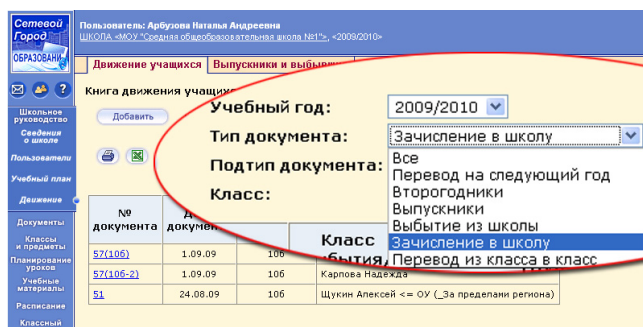 Сетевой
Город
ОБРАЗОВАНИ
Пользователь: Арбузова Наталья Андреевна
ШКОЛА «МОУ "Средняя общеобразовательная школа №1"», <2009/2010>
Движение учащихся
Выпускники и выбывшие
Книга движения учащихся
Добавить
Школьное
руководство
Сведения
о школе
Пользователи
Учебный план
Движение
Документы
Классы
и предметы
Планирование
уроков
Учебные
материалы
Расписание
Классный
Учебный год:
2009/2010
Тип документа:
Зачисление в школу
Подтип документа:
Класс:
Все
Перевод на следующий год
Второгодники
Выпускники
Выбытие из школы
Зачисление в школу
Перевод из класса в класс
№
документа
Класс
57(10б)
1.09.09
10б
57(10б-2)
1.09.09
10б
Карпова Надежда
51
24.08.09
10б
Щукин Алексей <= ОУ (_За пределами региона)